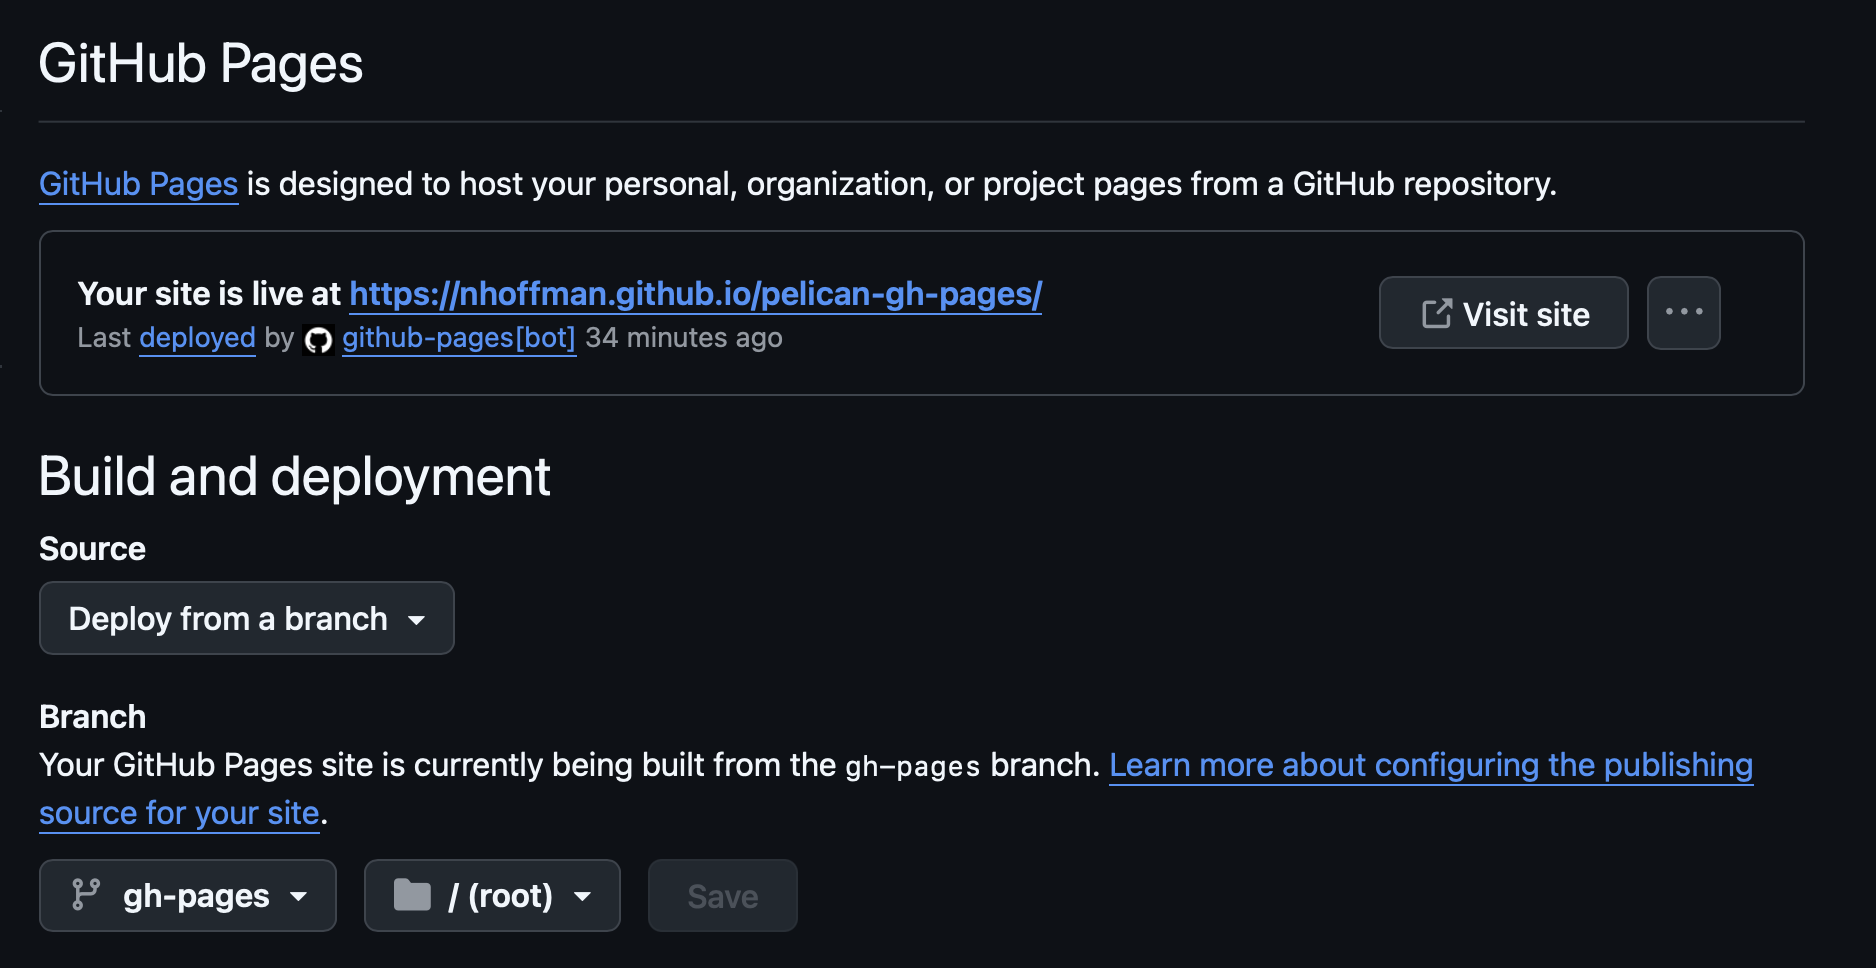 GitHub Pages
GitHub Pages is designed to host your personal, organization, or project pages from a GitHub repository.
Your site is live at https://nhoffman.github.io/pelican-gh-pages/
Last deployed by github-pages[bot] 34 minutes ago
Visit site
Build and deployment
Source
Deploy from a branch
Branch
Your GitHub Pages site is currently being built from the gh-pages branch. Learn more about configuring the publishing
source for your site.
gh-pages / (root) Save